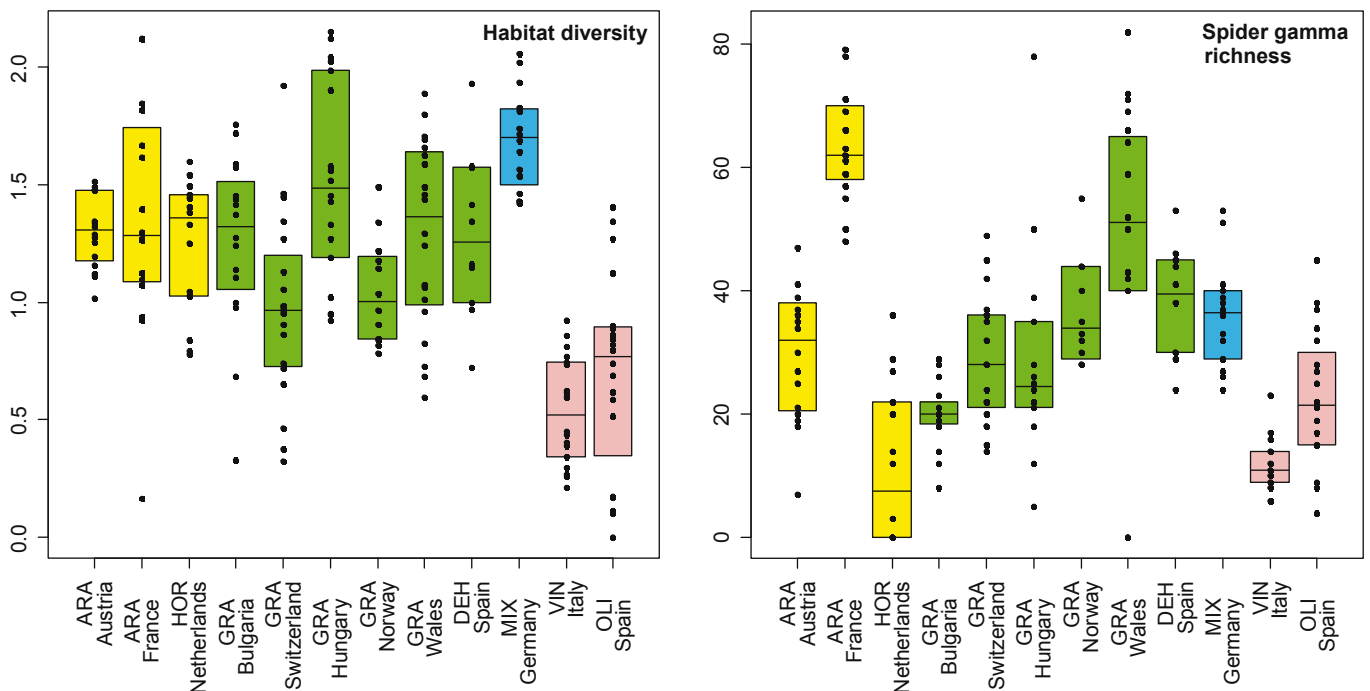 Habitat diversity
2.0
1.5
1.0
0.5
0.0
ARA
Austria
ARA
France
HOR
Netherlands
GRA
Bulgaria
GRA
Switzerland
GRA
Hungary
GRA
Norway
GRA
Wales
DEH
Spain
MIX
Germany
VIN
Italy
OLI
Spain
Spider gamma
richness
80
60
40
20
0
ARA
Austria
ARA
France
HOR
Netherlands
GRA
Bulgaria
GRA
Switzerland
GRA
Hungary
GRA
Norway
GRA
Wales
DEH
Spain
MIX
Germany
VIN
Italy
OLI
Spain